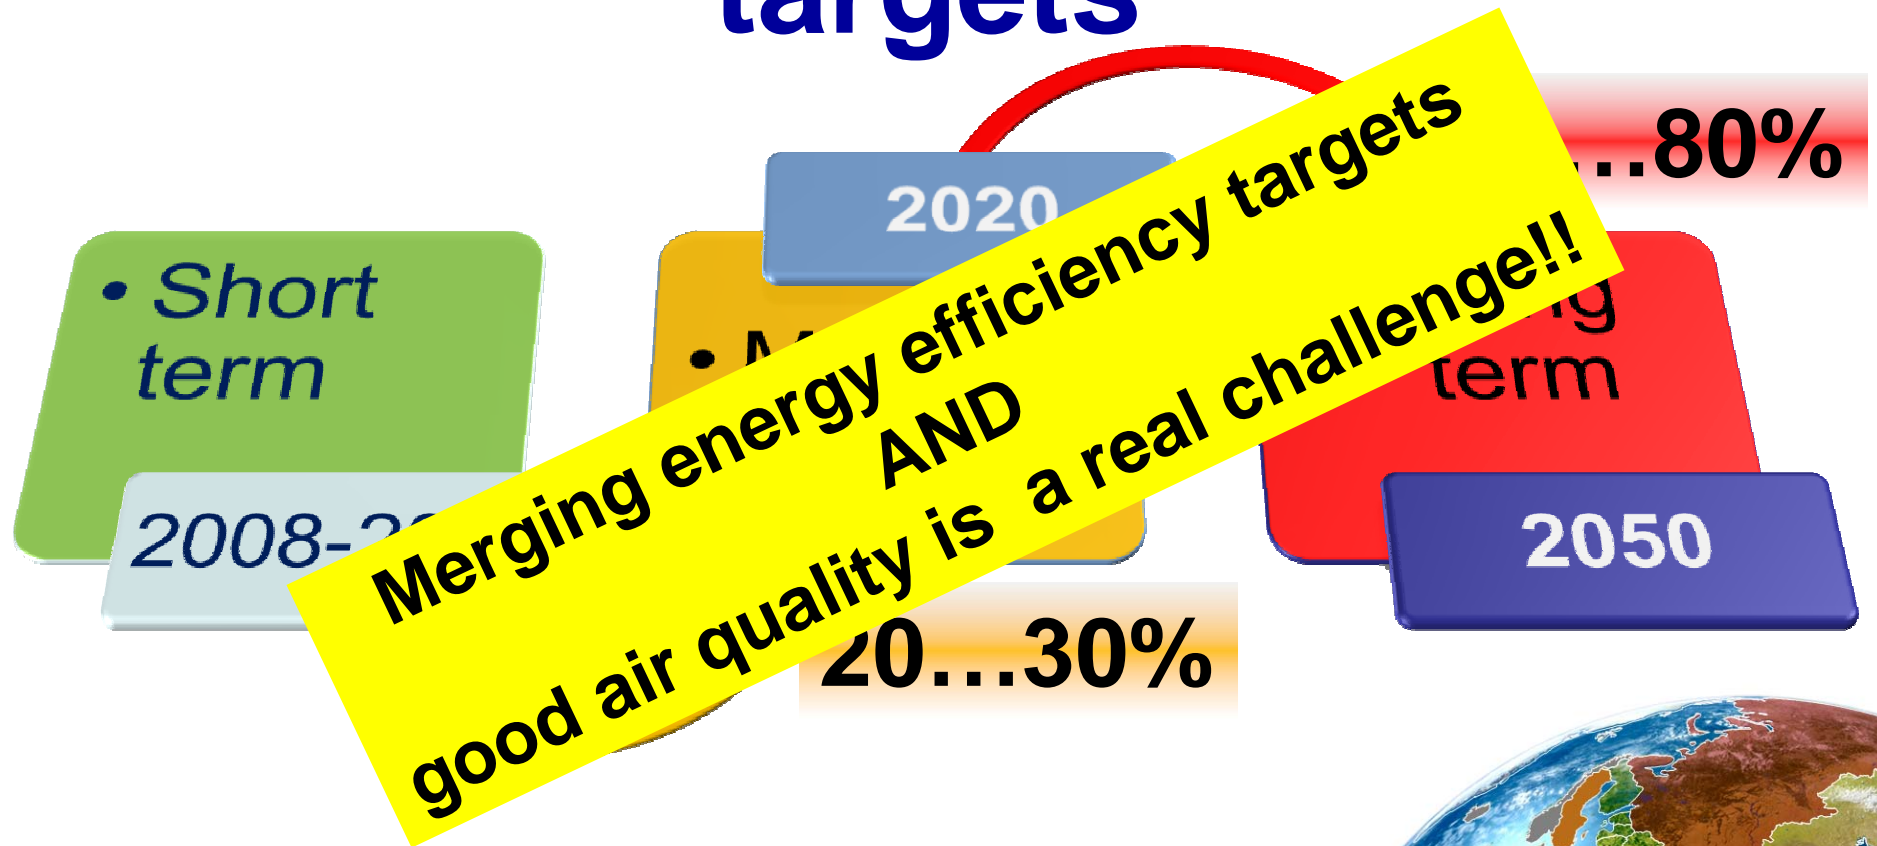 targets
…80%
2020
• Short
term
•
term
2008-
2050
20…30%
Merging energy efficiency targets
AND
good air quality is a real challenge!!